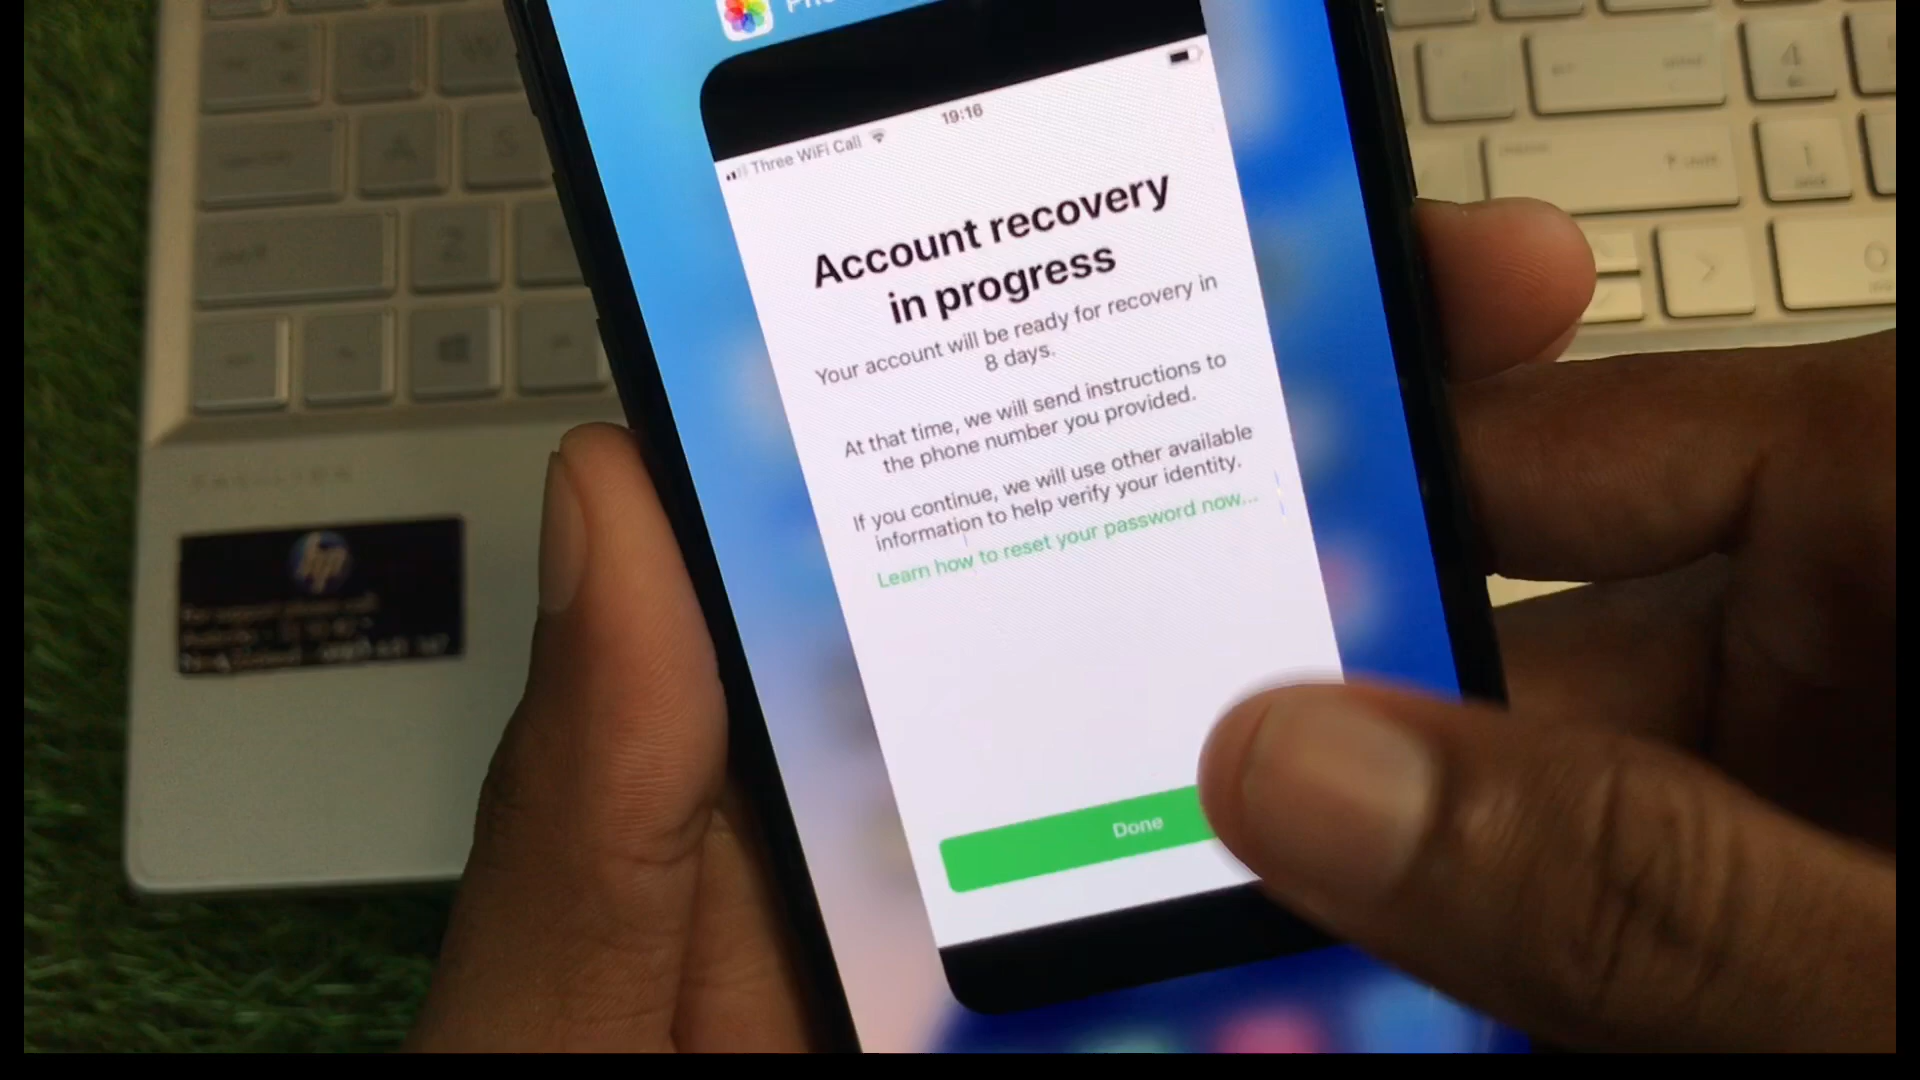 Three WiFi Call
19:16
Account recovery
in progress
Your account will be ready for recovery in
8 days.
At that time, we will send instructions to
the phone number you provided.
If you continue, we will use other available
information to help verify your identity.
Learn how to reset your password now...
Done
hp